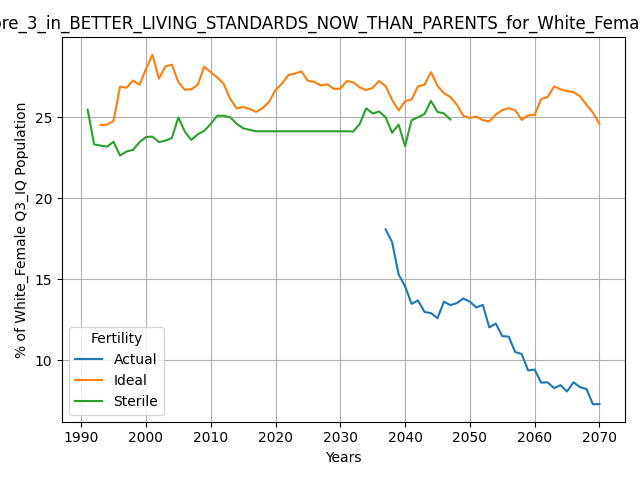 ore_3_in_BETTER_LIVING_STANDARDS_NOW_THAN_PARENTS_for_White_Fema
% of White_Female Q3_IQ Population
25
20
15
10
Fertility
Actual
Ideal
Sterile
1990 2000 2010 2020 2030 2040 2050 2060 2070
Years